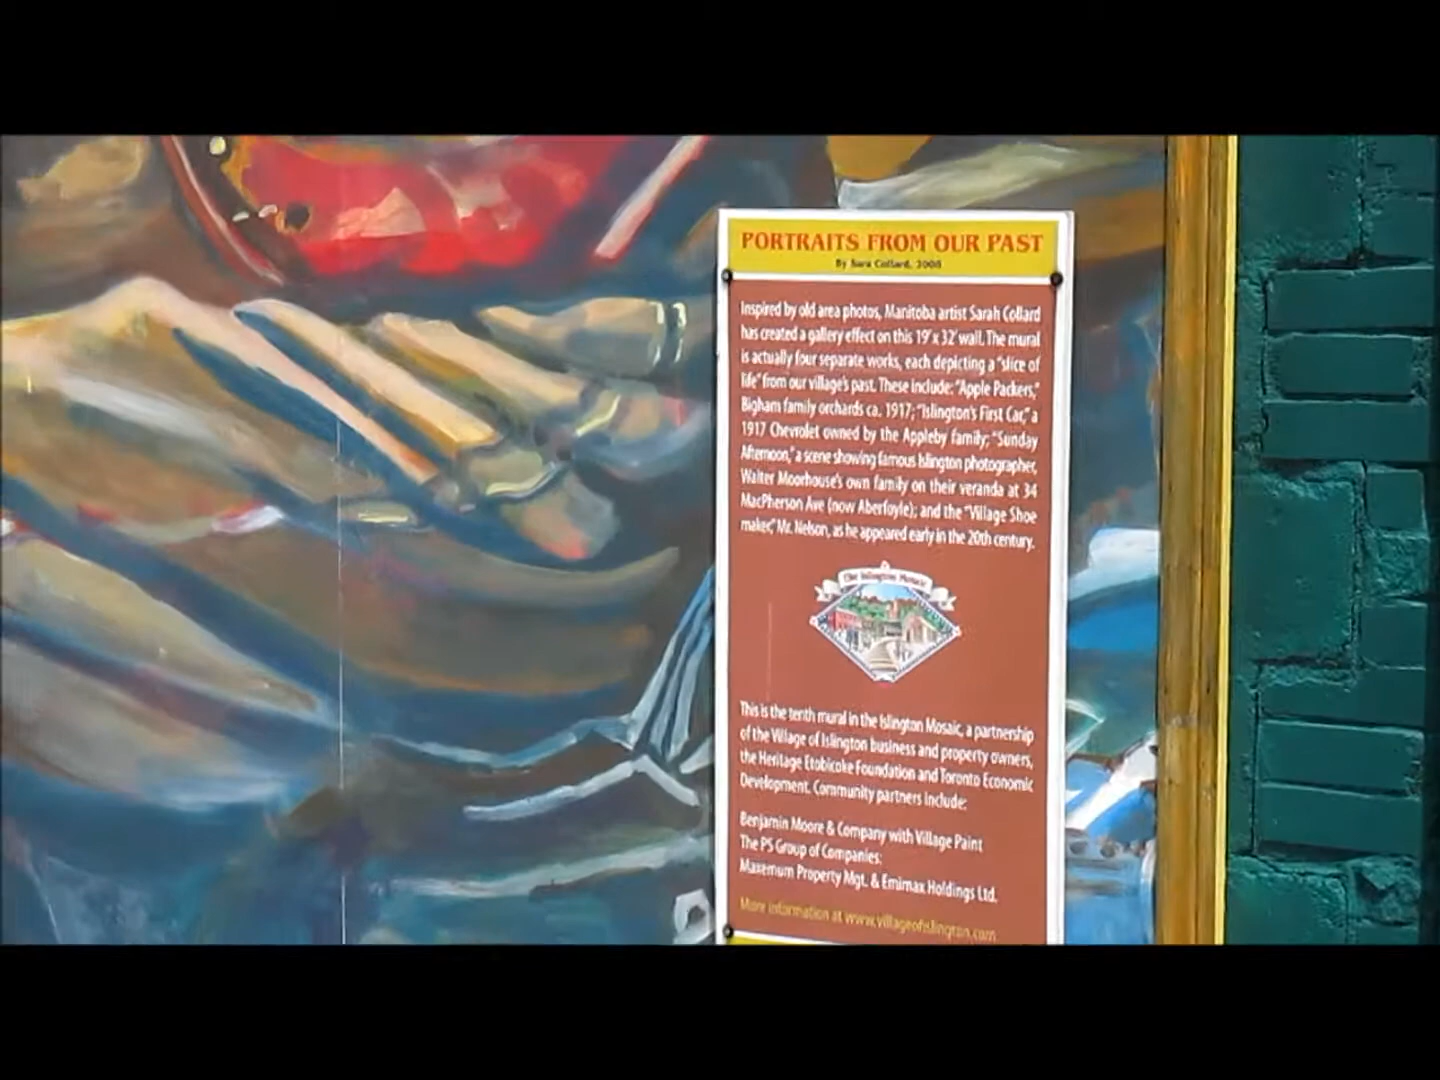 PORTRAITS FROM OUR PAST
By Sara Collard, 2008
Inspired by old area photos, Manitoba artist Sarah Collard
has created a gallery effect on this 19' x 32' wall. The mural
is actually four separate works, each depicting a "slice of
life" from our village's past. These include: "Apple Packers,"
Bigham family orchards ca. 1917; "Islington's First Car," a
1917 Chevrolet owned by the Appleby family; "Sunday
Afternoon," a scene showing famous Islington photographer,
Walter Moorhouse's own family on their veranda at 34
MacPherson Ave (now Aberfoyle); and the "Village Shoe
maker," Mr. Nelson, as he appeared early in the 20th century.
The Islington Mosaic
This is the tenth mural in the Islington Mosaic, a partnership
of the Village of Islington business and property owners,
the Heritage Etobicoke Foundation and Toronto Economic
Development. Community partners include:
Benjamin Moore & Company with Village Paint
The PS Group of Companies:
Maxemum Property Mgt. & Emimax Holdings Ltd.
More information at www.villageofislington.com